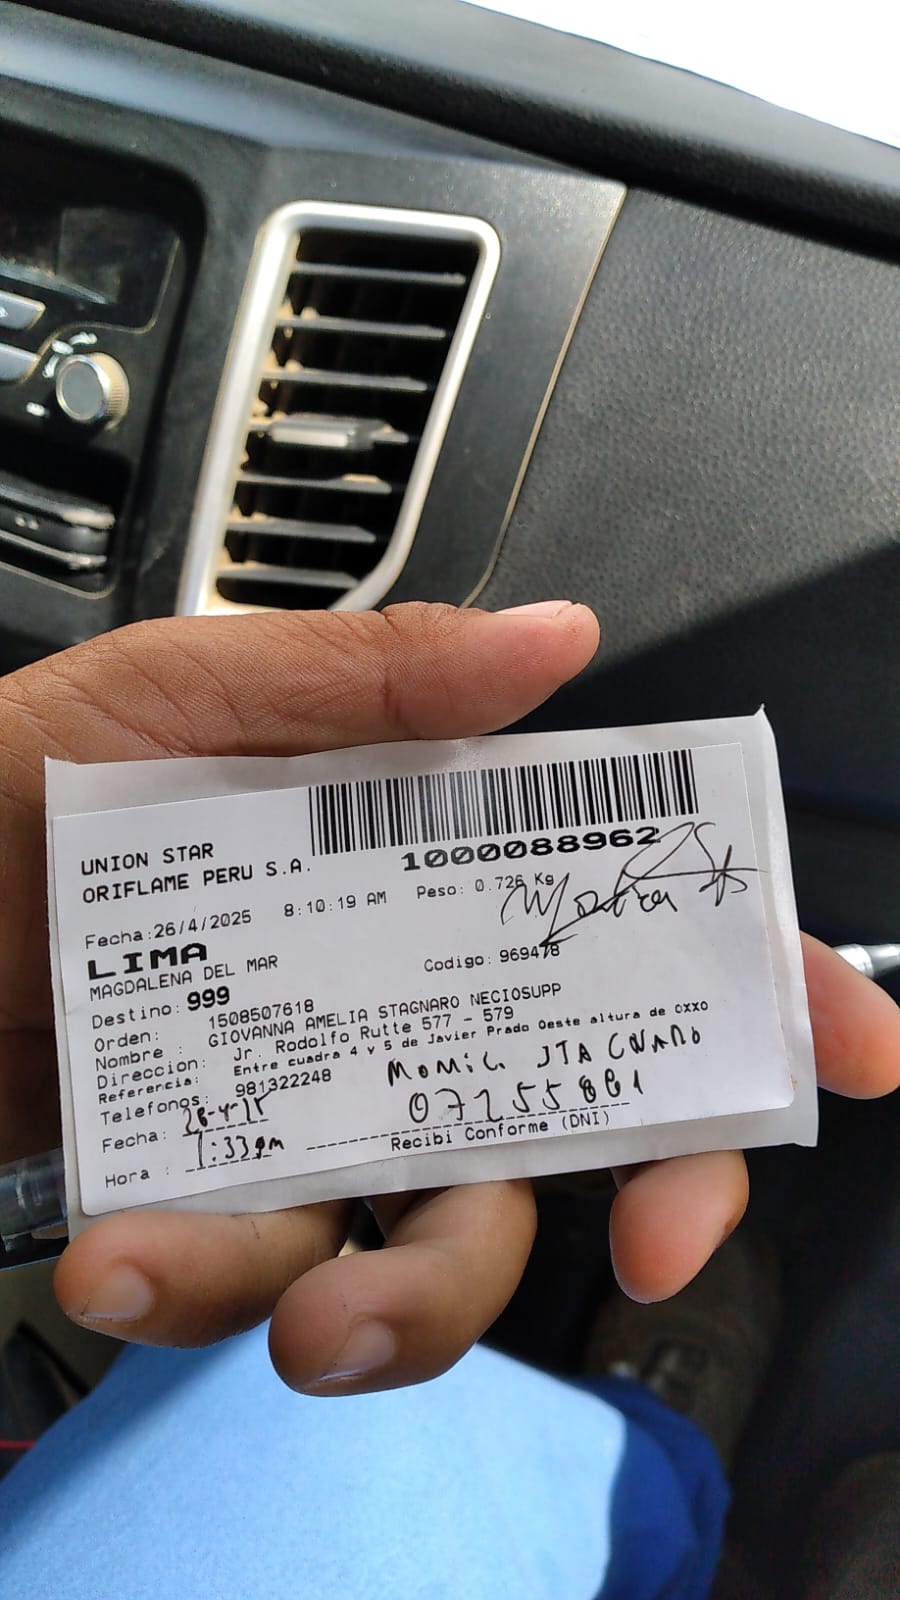 UNION STAR
ORIFLAME PERU S.A.
1000088962
Fecha:26/4/2025 8:10:19 AM Peso: 0.726 Kg
LIMA
MAGDALENA DEL MAR
Codigo: 969478
Destino: 999
Orden: 1508507618
Nombre : GIOVANNA AMELIA STAGNARO NECIOSUPP
Direccion: Jr. Rodolfo Rutte 577 - 579
Referencia: Entre cuadra 4 y 5 de Javier Prado Oeste altura de OXXO
Telefonos: 981322248
Fecha: 28-4-25
07255881
Hora : 1:33pm
Recibi Conforme (DNI)